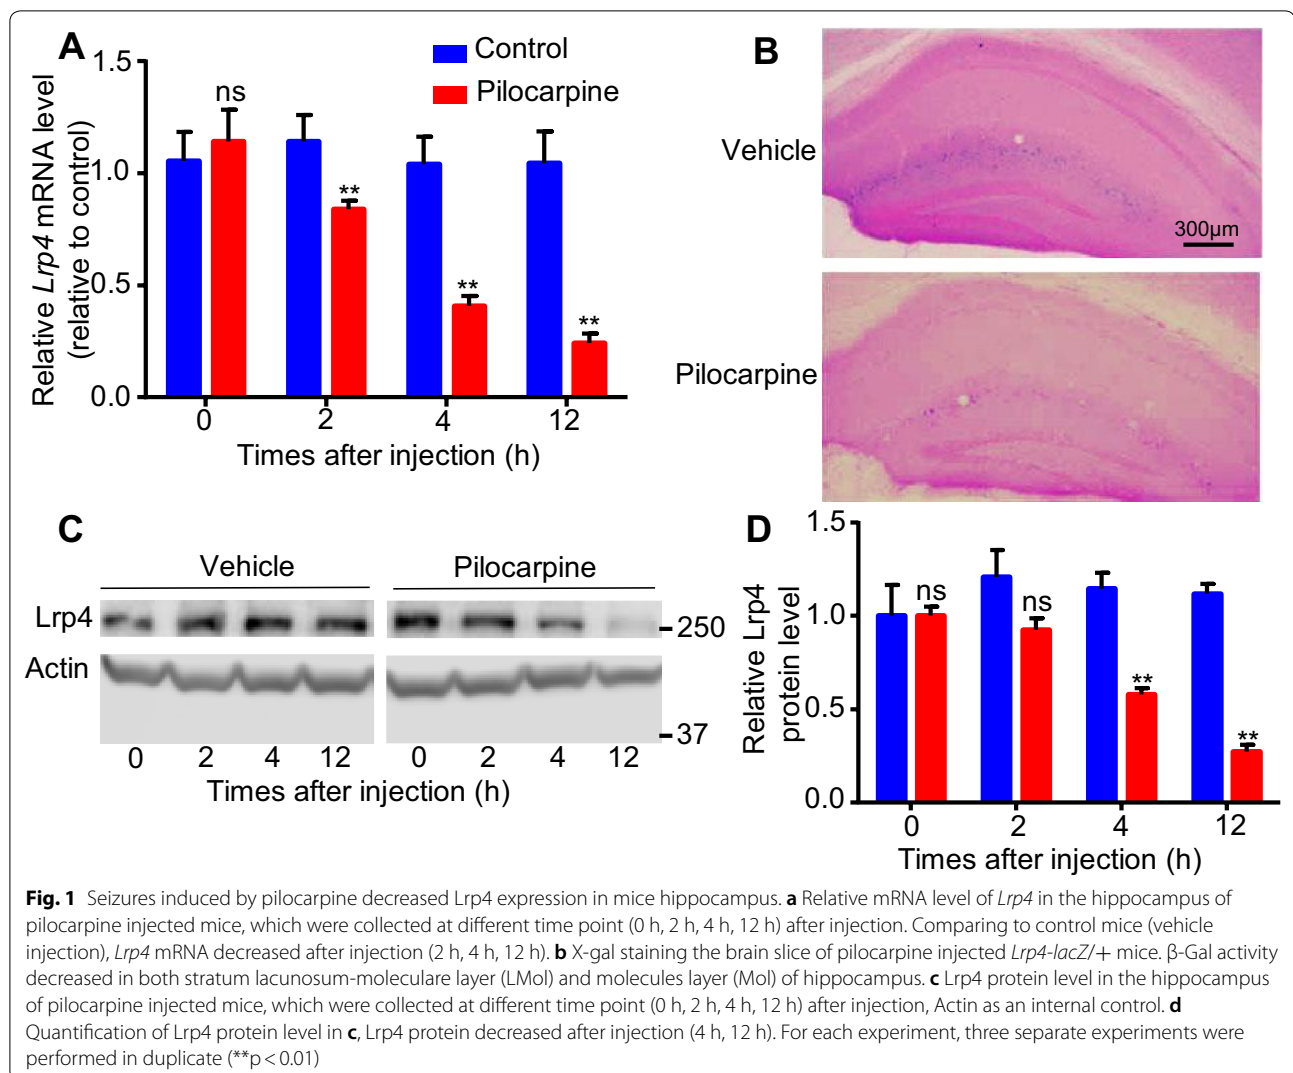 A
Control
Pilocarpine
Relative Lrp4 mRNA level
(relative to control)
1.5
1.0
0.5
0.0
ns
**
**
**
0 2 4 12
Times after injection (h)
B
Vehicle
300μm
Pilocarpine
C
Vehicle Pilocarpine
Lrp4
250
Actin
37
0 2 4 12 0 2 4 12
Times after injection (h)
D
Relative Lrp4
protein level
1.5
1.0
0.5
0.0
ns
ns
**
**
0 2 4 12
Times after injection (h)
Fig. 1 Seizures induced by pilocarpine decreased Lrp4 expression in mice hippocampus. a Relative mRNA level of Lrp4 in the hippocampus of
pilocarpine injected mice, which were collected at different time point (0 h, 2 h, 4 h, 12 h) after injection. Comparing to control mice (vehicle
injection), Lrp4 mRNA decreased after injection (2 h, 4 h, 12 h). b X-gal staining the brain slice of pilocarpine injected Lrp4-lacZ/+ mice. β-Gal activity
decreased in both stratum lacunosum-moleculare layer (LMol) and molecules layer (Mol) of hippocampus. c Lrp4 protein level in the hippocampus
of pilocarpine injected mice, which were collected at different time point (0 h, 2 h, 4 h, 12 h) after injection, Actin as an internal control. d
Quantification of Lrp4 protein level in c, Lrp4 protein decreased after injection (4 h, 12 h). For each experiment, three separate experiments were
performed in duplicate (**p < 0.01)